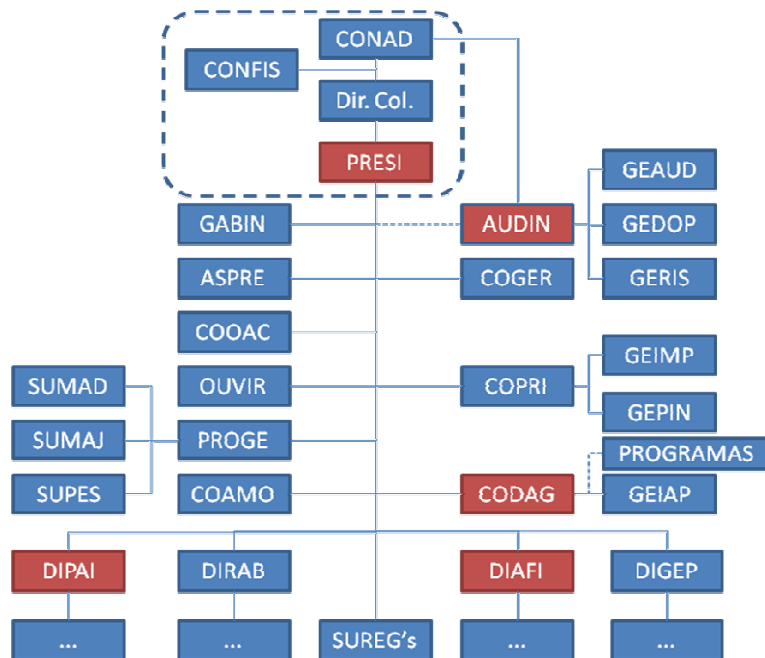 CONAD
CONFIS
Dir. Col.
PRESI
GEAUD
GABIN
AUDIN
GEDOP
ASPRE
COGER
GERIS
COOAC
GEIMP
SUMAD
OUVIR
COPRI
GEPIN
SUMAJ
PROGE
PROGRAMAS
SUPES
COAMO
CODAG
GEIAP
DIPAI
DIRAB
DIAFI
DIGEP
...
...
SUREG's
...
...